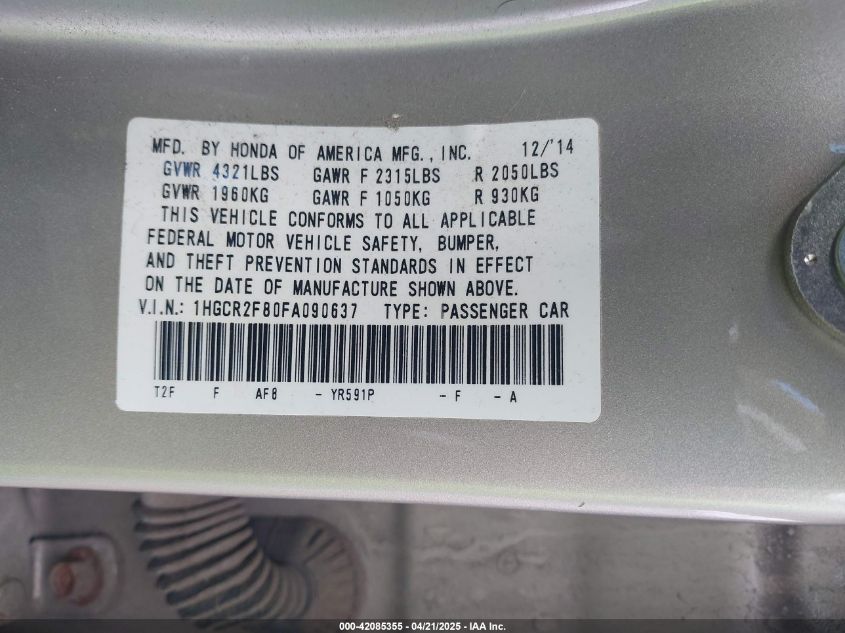 MFD. BY HONDA OF AMERICA MFG., INC. 12/'14
GVWR 4321LBS GAWR F 2315LBS R 2050LBS
GVWR 1960KG GAWR F 1050KG R 930KG
THIS VEHICLE CONFORMS TO ALL APPLICABLE
FEDERAL MOTOR VEHICLE SAFETY, BUMPER,
AND THEFT PREVENTION STANDARDS IN EFFECT
ON THE DATE OF MANUFACTURE SHOWN ABOVE.
V.I.N.: 1HGCR2F80FA090637 TYPE: PASSENGER CAR
T2F F AF8 - YR591P - F - A
000-42085355 | 04/21/2025 | IAA Inc.